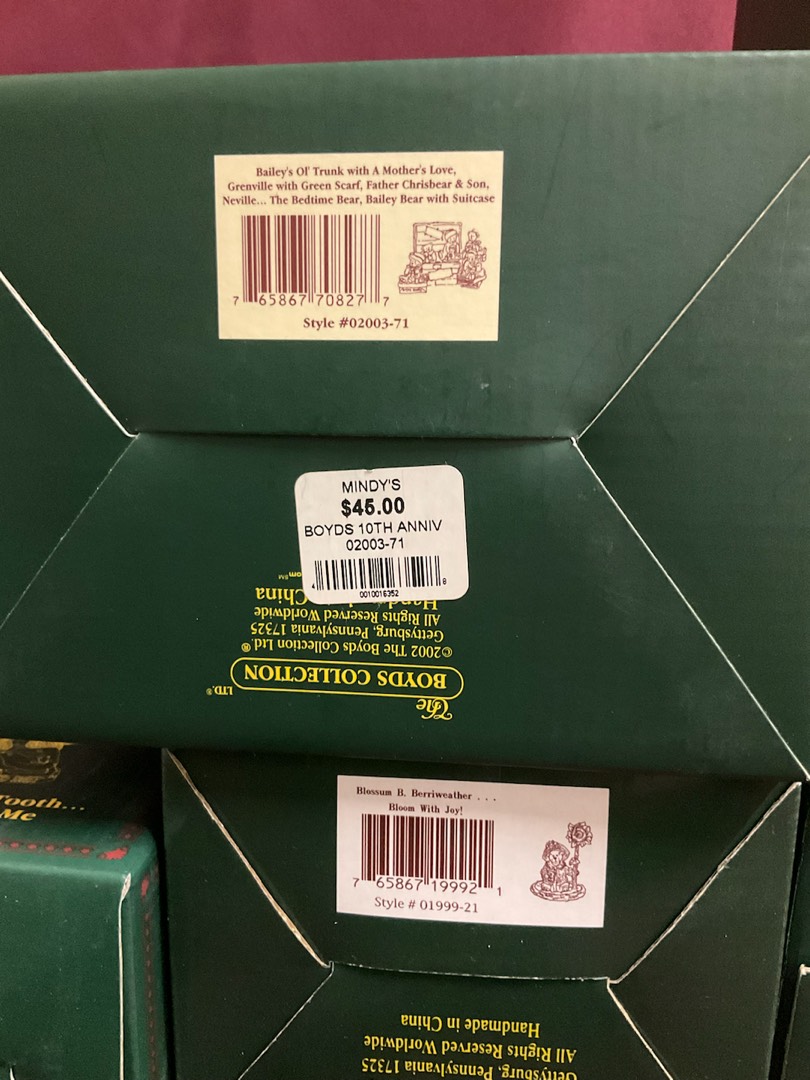 Bailey's Ol' Trunk with A Mother's Love,
Grenville with Green Scarf, Father Chrisbear & Son,
Neville... The Bedtime Bear, Bailey Bear with Suitcase
7 65867 70827 7
Style #02003-71
MINDY'S
$45.00
BOYDS 10TH ANNIV
02003-71
4 0010016352 8
The
BOYDS COLLECTION
LTD.®
©2002 The Boyds Collection Ltd.®
Gettysburg, Pennsylvania 17325
All Rights Reserved Worldwide
China
Blossum B. Berriweather ...
Bloom With Joy!
7 65867 19992 1
Style # 01999-21
Gettysburg, Pennsylvania 17325
All Rights Reserved Worldwide
Handmade in China
ooth...
Me